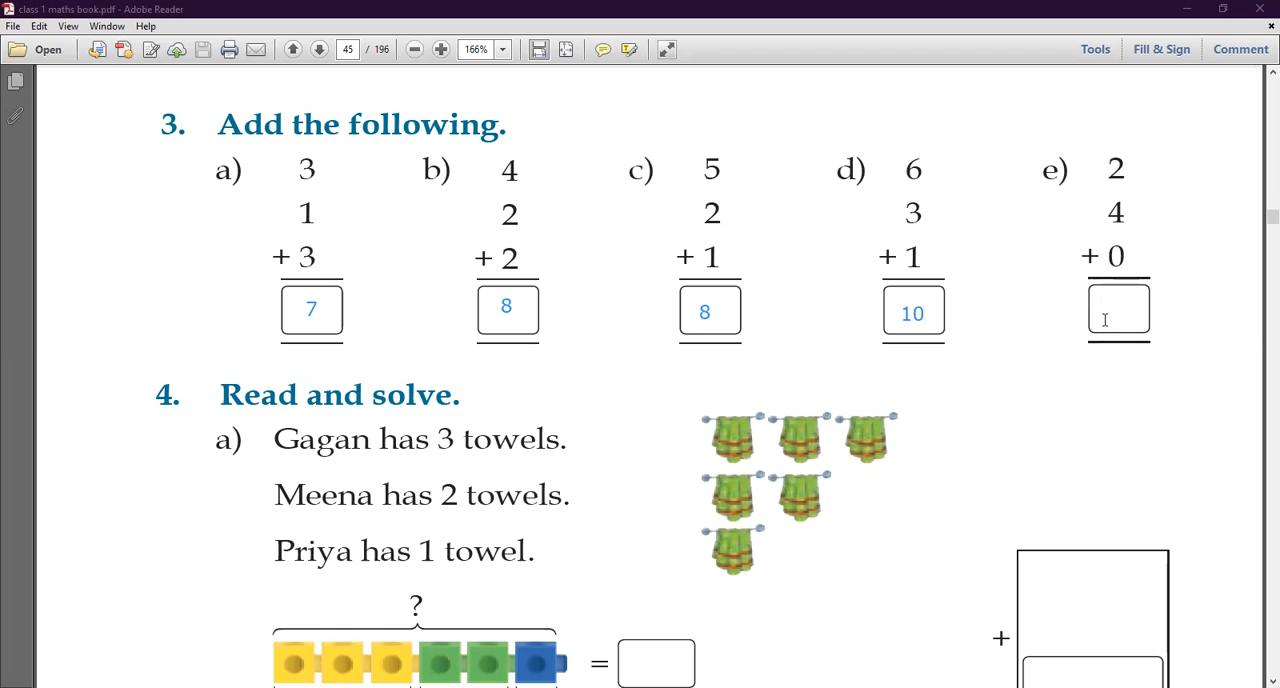 class 1 maths book.pdf - Adobe Reader
File Edit View Window Help
Open 45 / 196 166% Tools Fill & Sign Comment
3. Add the following.
a) 3 b) 4 c) 5 d) 6 e) 2
1 2 2 3 4
+ 3 + 2 + 1 + 1 + 0
7 8 8 10
4. Read and solve.
a) Gagan has 3 towels.
Meena has 2 towels.
Priya has 1 towel.
?
=
+